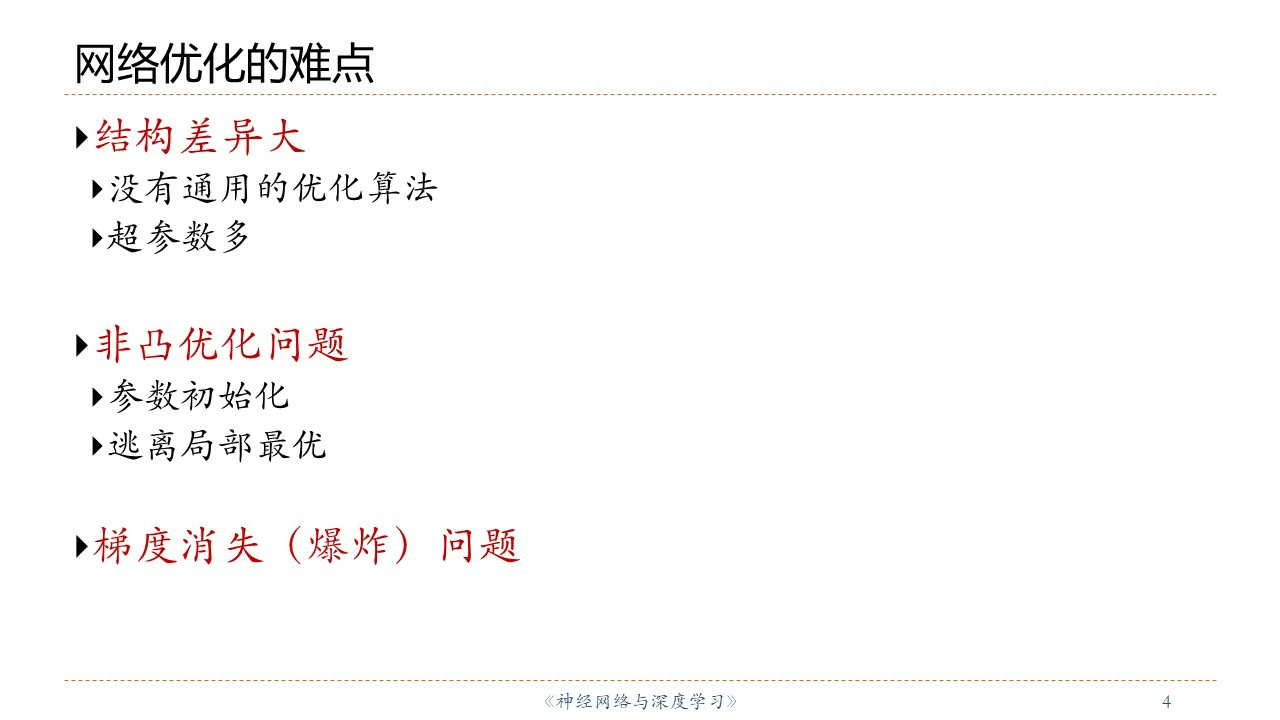 网络优化的难点
结构差异大
没有通用的优化算法
超参数多
非凸优化问题
参数初始化
逃离局部最优
梯度消失（爆炸）问题
《神经网络与深度学习》
4